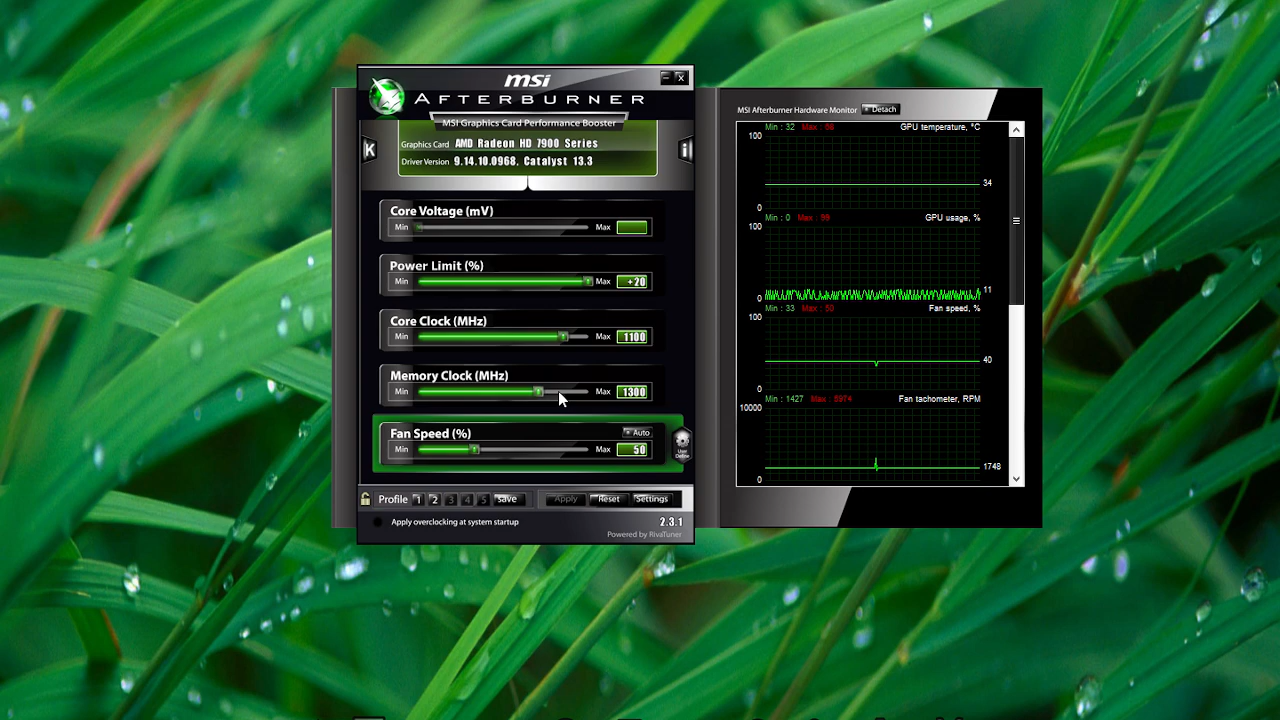 msi
AFTERBURNER
MSI Graphics Card Performance Booster
K
i
Graphics Card AMD Radeon HD 7900 Series
Driver Version 9.14.10.0968, Catalyst 13.3
Core Voltage (mV)
Min Max
Power Limit (%)
Min Max +20
Core Clock (MHz)
Min Max 1100
Memory Clock (MHz)
Min Max 1300
Fan Speed (%)
Auto
Min Max 50
User Define
Profile 1 2 3 4 5 save
Apply Reset Settings
Apply overclocking at system startup
2.3.1
Powered by RivaTuner
MSI Afterburner Hardware Monitor Detach
Min : 32 Max : GPU temperature, °C
100
34
0
Min : 0 Max : 99 GPU usage, %
100
11
0
Min : 33 Max : 50 Fan speed, %
100
40
0
Min : 1427 Max : Fan tachometer, RPM
10000
1748
0